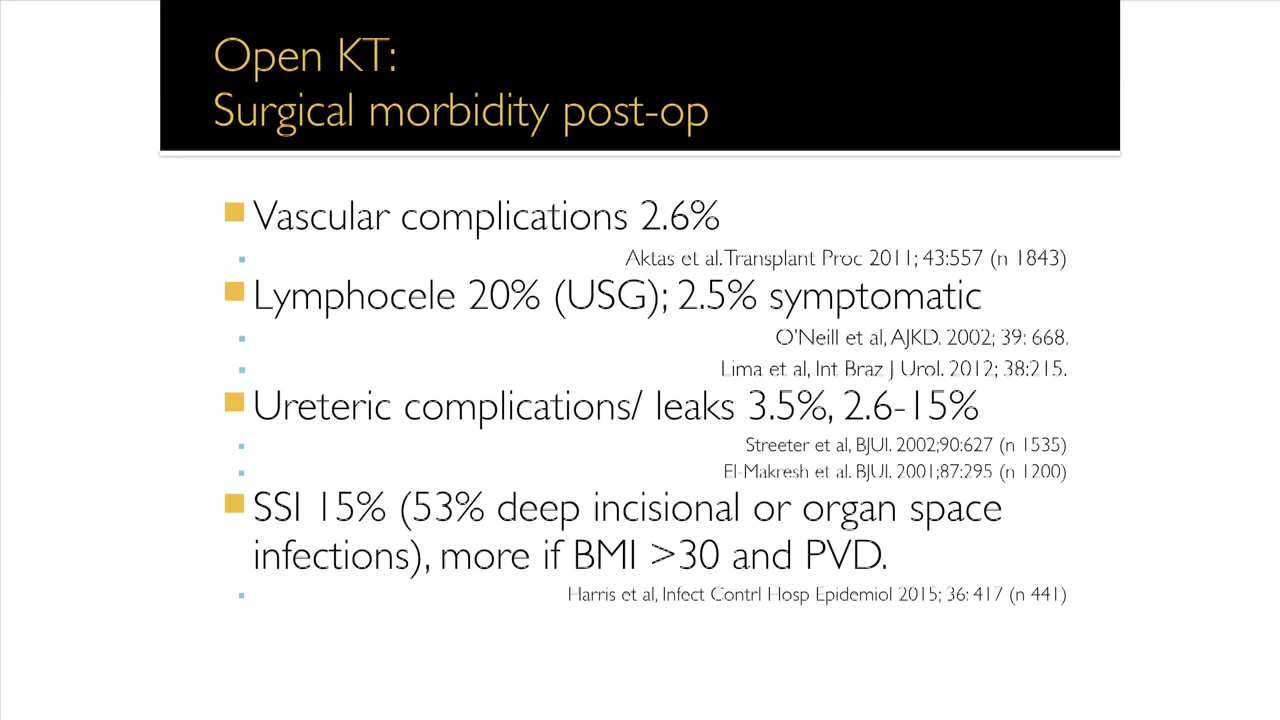 Open KT:
Surgical morbidity post-op
Vascular complications 2.6%
Aktas et al. Transplant Proc 2011; 43:557 (n 1843)
Lymphocele 20% (USG); 2.5% symptomatic
O'Neill et al, AJKD. 2002; 39: 668.
Lima et al, Int Braz J Urol. 2012; 38:215.
Ureteric complications/ leaks 3.5%, 2.6-15%
Streeter et al, BJUI. 2002;90:627 (n 1535)
El-Makresh et al. BJUI. 2001;87:295 (n 1200)
SSI 15% (53% deep incisional or organ space
infections), more if BMI >30 and PVD.
Harris et al, Infect Contrl Hosp Epidemiol 2015; 36: 417 (n 441)